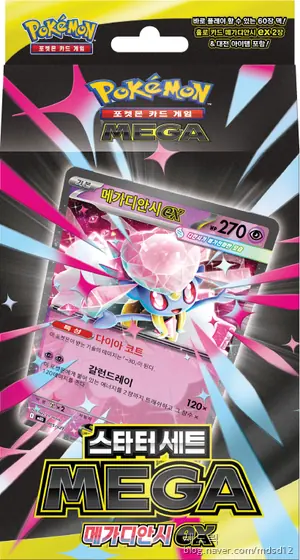 Pokémon
포켓몬 카드 게임
바로 플레이 할 수 있는 60장 덱!
홀로 카드 「메가디안시 ex」 2장
& 대전 아이템 포함!
Pokémon
포켓몬 카드 게임
MEGA
기본
메가디안시 ex
HP 270
특성 다이아 코트
갈런드레이
120×
스타터 세트
MEGA
메가디안시 ex
blog.naver.com/mdsd12